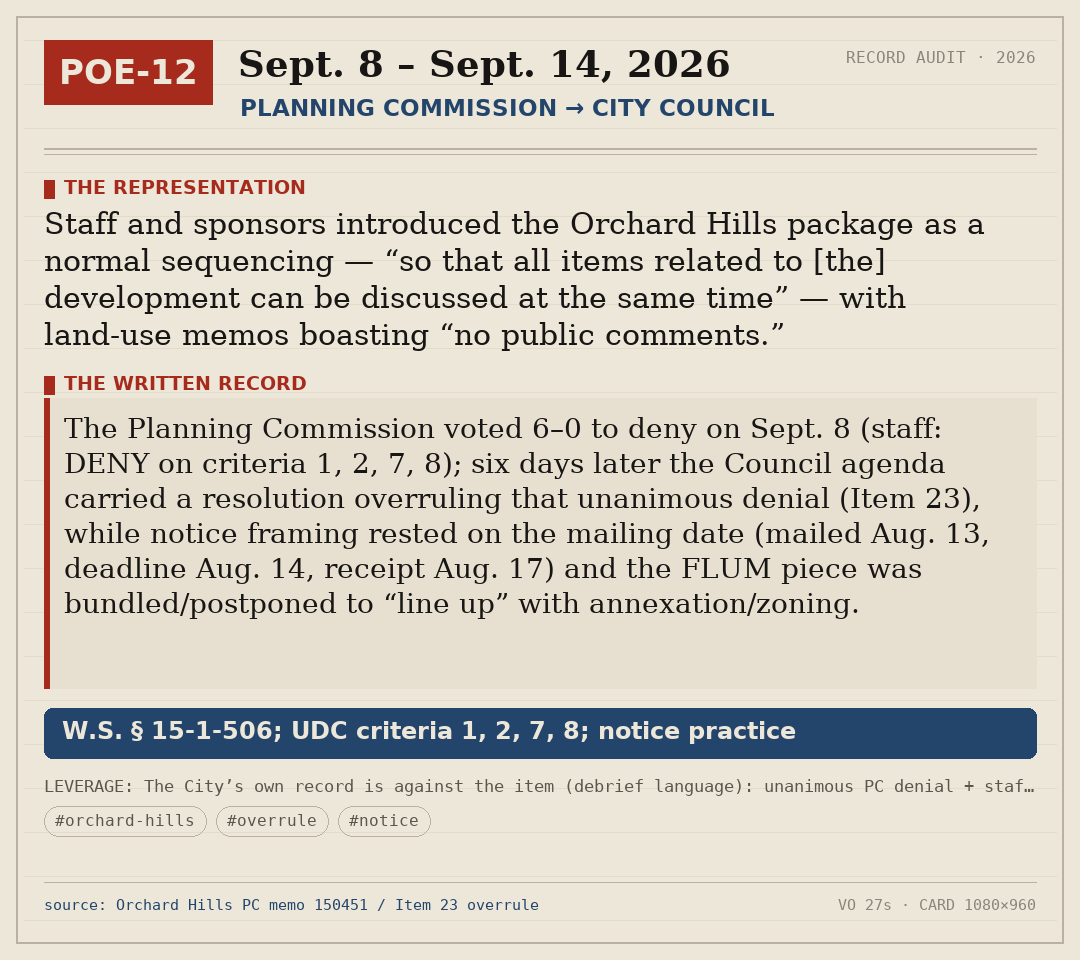 POE-12
Sept. 8 – Sept. 14, 2026
RECORD AUDIT · 2026
PLANNING COMMISSION → CITY COUNCIL
THE REPRESENTATION
Staff and sponsors introduced the Orchard Hills package as a
normal sequencing — “so that all items related to [the]
development can be discussed at the same time” — with
land-use memos boasting “no public comments.”
THE WRITTEN RECORD
The Planning Commission voted 6–0 to deny on Sept. 8 (staff:
DENY on criteria 1, 2, 7, 8); six days later the Council agenda
carried a resolution overruling that unanimous denial (Item 23),
while notice framing rested on the mailing date (mailed Aug. 13,
deadline Aug. 14, receipt Aug. 17) and the FLUM piece was
bundled/postponed to “line up” with annexation/zoning.
W.S. § 15-1-506; UDC criteria 1, 2, 7, 8; notice practice
LEVERAGE: The City’s own record is against the item (debrief language): unanimous PC denial + staf…
#orchard-hills #overrule #notice
source: Orchard Hills PC memo 150451 / Item 23 overrule
VO 27s · CARD 1080×960